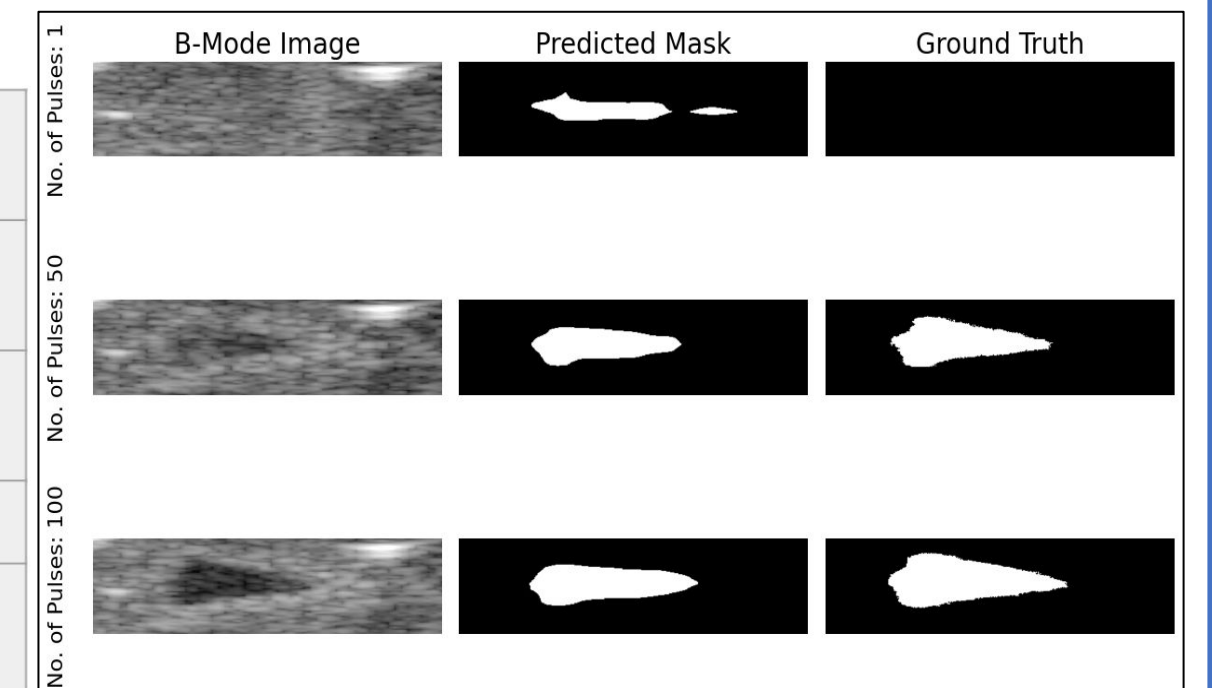 B-Mode Image
Predicted Mask
Ground Truth
No. of Pulses: 1
No. of Pulses: 50
No. of Pulses: 100